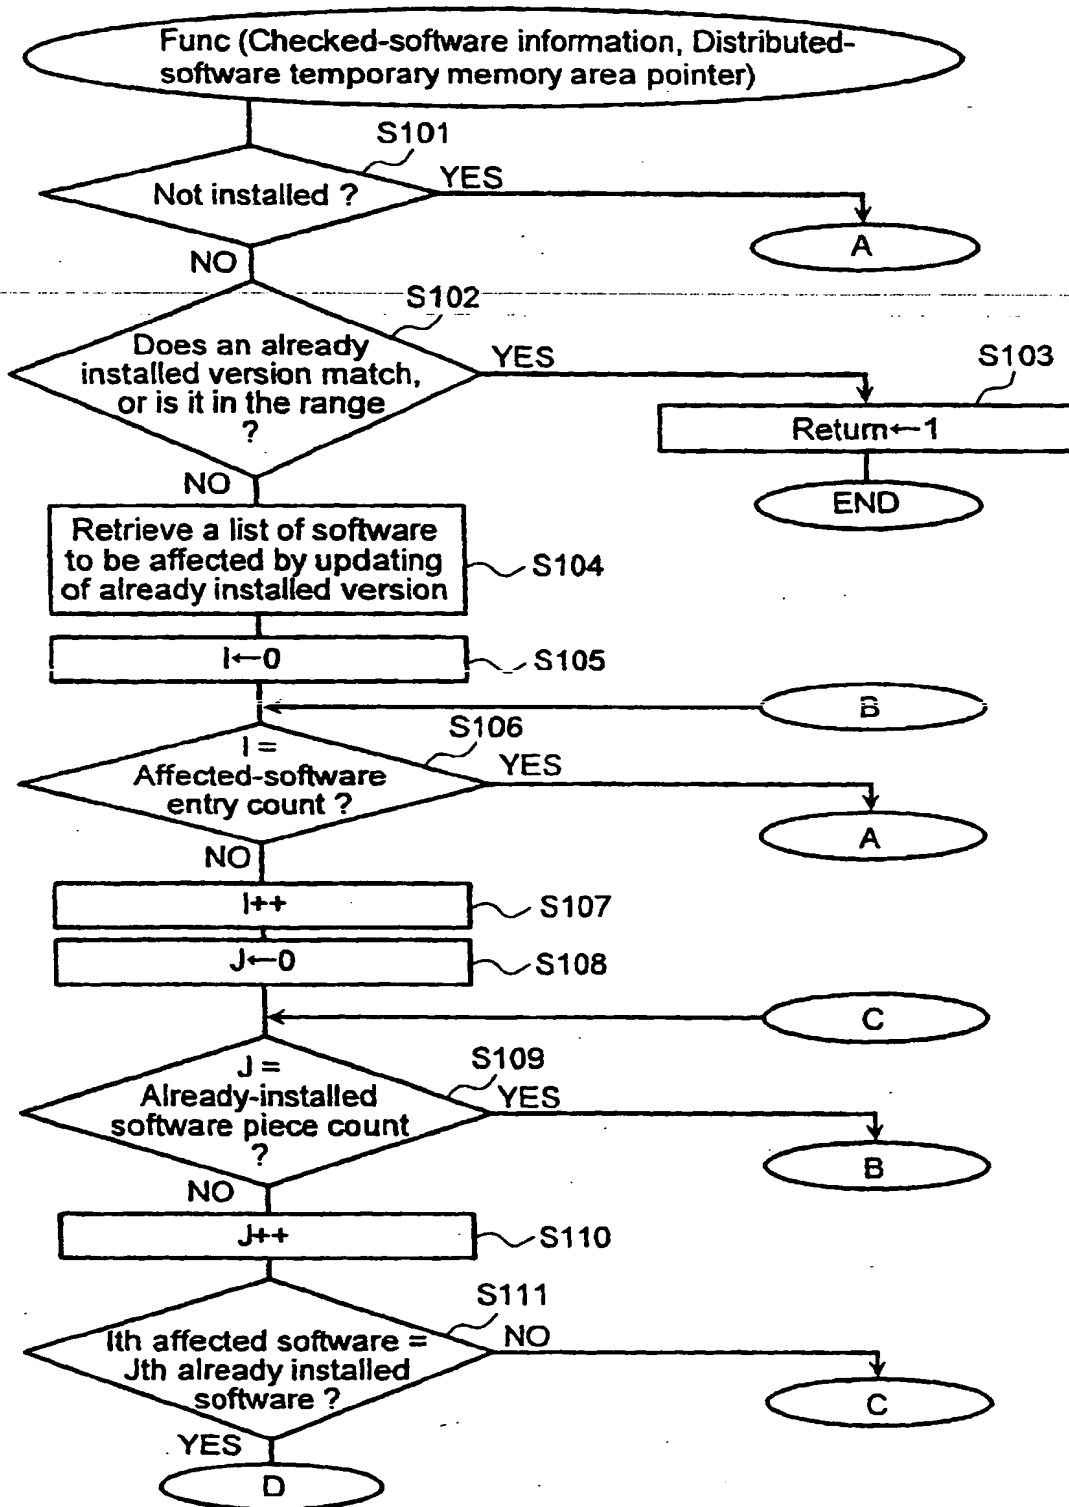 Func (Checked-software information, Distributed-
software temporary memory area pointer)
S101
Not installed ?
YES
A
NO
S102
Does an already
installed version match,
or is it in the range
?
YES
S103
Return←1
END
NO
Retrieve a list of software
to be affected by updating
of already installed version
S104
I←0
S105
B
S106
I =
Affected-software
entry count ?
YES
A
NO
I++
S107
J←0
S108
C
S109
J =
Already-installed
software piece count
?
YES
B
NO
J++
S110
S111
Ith affected software =
Jth already installed
software ?
NO
C
YES
D